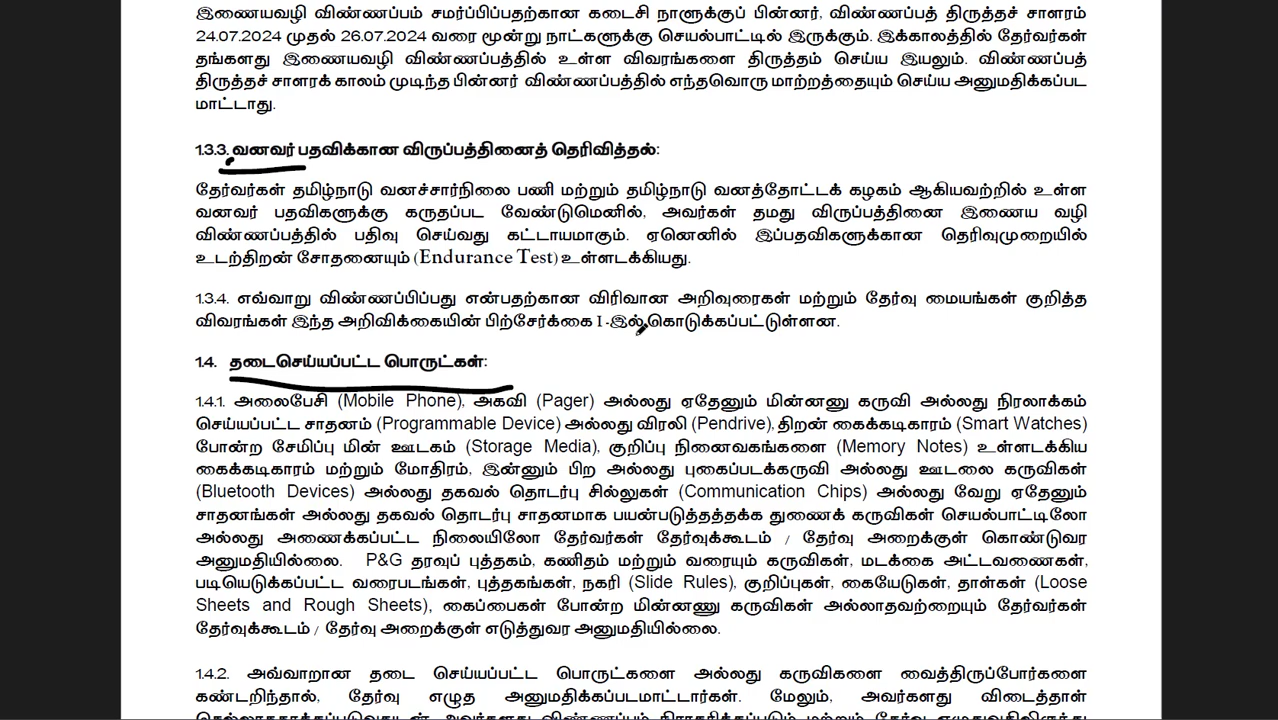 இணையவழி விண்ணப்பம் சமர்ப்பிப்பதற்கான கடைசி நாளுக்குப் பின்னர், விண்ணப்பத் திருத்தச் சாளரம்
24.07.2024 முதல் 26.07.2024 வரை மூன்று நாட்களுக்கு செயல்பாட்டில் இருக்கும். இக்காலத்தில் தேர்வர்கள்
தங்களது இணையவழி விண்ணப்பத்தில் உள்ள விவரங்களை திருத்தம் செய்ய இயலும். விண்ணப்பத்
திருத்தச் சாளரக் காலம் முடிந்த பின்னர் விண்ணப்பத்தில் எந்தவொரு மாற்றத்தையும் செய்ய அனுமதிக்கப்பட
மாட்டாது.
1.3.3. வனவர் பதவிக்கான விருப்பத்தினைத் தெரிவித்தல்:
தேர்வர்கள் தமிழ்நாடு வனச்சார்நிலை பணி மற்றும் தமிழ்நாடு வனத்தோட்டக் கழகம் ஆகியவற்றில் உள்ள
வனவர் பதவிகளுக்கு கருதப்பட வேண்டுமெனில், அவர்கள் தமது விருப்பத்தினை இணைய வழி
விண்ணப்பத்தில் பதிவு செய்வது கட்டாயமாகும். ஏனெனில் இப்பதவிகளுக்கான தெரிவுமுறையில்
உடற்திறன் சோதனையும் (Endurance Test) உள்ளடக்கியது.
1.3.4. எவ்வாறு விண்ணப்பிப்பது என்பதற்கான விரிவான அறிவுரைகள் மற்றும் தேர்வு மையங்கள் குறித்த
விவரங்கள் இந்த அறிவிக்கையின் பிற்சேர்க்கை I -இல் கொடுக்கப்பட்டுள்ளன.
1.4. தடைசெய்யப்பட்ட பொருட்கள்:
1.4.1. அலைபேசி (Mobile Phone), அகவி (Pager) அல்லது ஏதேனும் மின்னனு கருவி அல்லது நிரலாக்கம்
செய்யப்பட்ட சாதனம் (Programmable Device) அல்லது விரலி (Pendrive), திறன் கைக்கடிகாரம் (Smart Watches)
போன்ற சேமிப்பு மின் ஊடகம் (Storage Media), குறிப்பு நினைவகங்களை (Memory Notes) உள்ளடக்கிய
கைக்கடிகாரம் மற்றும் மோதிரம், இன்னும் பிற அல்லது புகைப்படக்கருவி அல்லது ஊடலை கருவிகள்
(Bluetooth Devices) அல்லது தகவல் தொடர்பு சில்லுகள் (Communication Chips) அல்லது வேறு ஏதேனும்
சாதனங்கள் அல்லது தகவல் தொடர்பு சாதனமாக பயன்படுத்தத்தக்க துணைக் கருவிகள் செயல்பாட்டிலோ
அல்லது அணைக்கப்பட்ட நிலையிலோ தேர்வர்கள் தேர்வுக்கூடம் / தேர்வு அறைக்குள் கொண்டுவர
அனுமதியில்லை. P&G தரவுப் புத்தகம், கணிதம் மற்றும் வரையும் கருவிகள், மடக்கை அட்டவணைகள்,
படியெடுக்கப்பட்ட வரைபடங்கள், புத்தகங்கள், நகரி (Slide Rules), குறிப்புகள், கையேடுகள், தாள்கள் (Loose
Sheets and Rough Sheets), கைப்பைகள் போன்ற மின்னணு கருவிகள் அல்லாதவற்றையும் தேர்வர்கள்
தேர்வுக்கூடம் / தேர்வு அறைக்குள் எடுத்துவர அனுமதியில்லை.
1.4.2. அவ்வாறான தடை செய்யப்பட்ட பொருட்களை அல்லது கருவிகளை வைத்திருப்போர்களை
கண்டறிந்தால், தேர்வு எழுத அனுமதிக்கப்படமாட்டார்கள். மேலும், அவர்களது விடைத்தாள்